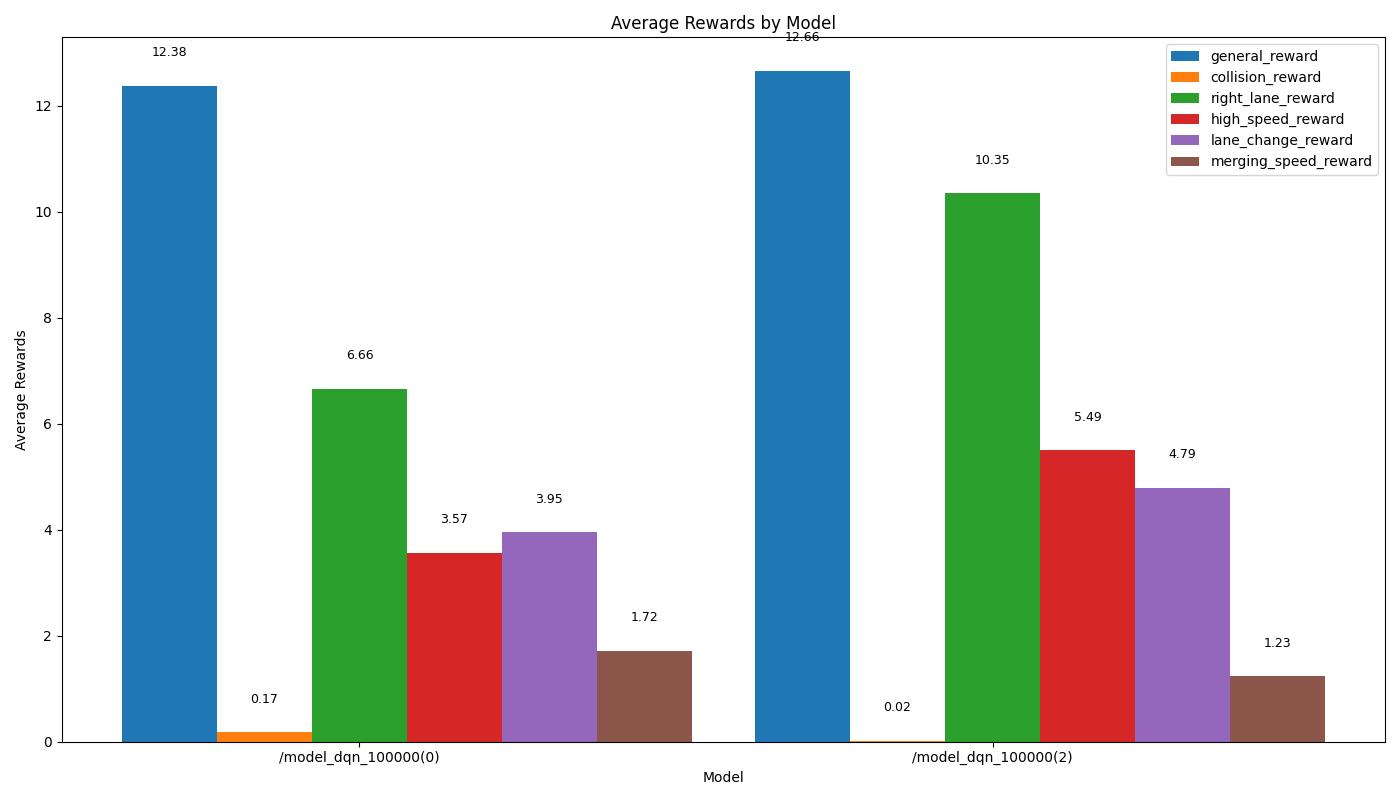 Average Rewards by Model
12.38
12.66
general_reward
collision_reward
right_lane_reward
high_speed_reward
lane_change_reward
merging_speed_reward
12
10
8
6
4
2
0
Average Rewards
0.17
6.66
3.57
3.95
1.72
0.02
10.35
5.49
4.79
1.23
/model_dqn_100000(0)
/model_dqn_100000(2)
Model